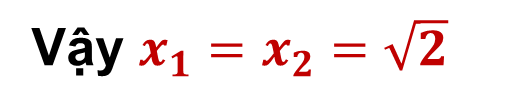 Vậy x₁ = x₂ = √2